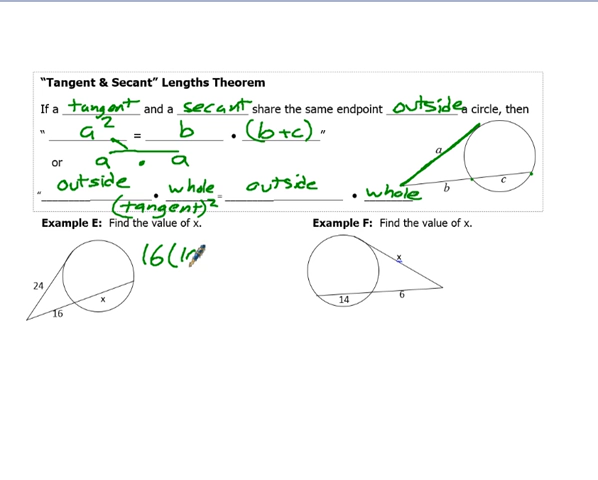 "Tangent & Secant" Lengths Theorem
If a tangent and a secant share the same endpoint outside a circle, then
" a² = b • (b+c) "
or a • a
" outside • whole = outside • whole
(tangent)²
a
b
c
Example E: Find the value of x.
Example F: Find the value of x.
16(
24
16
x
x
14
6